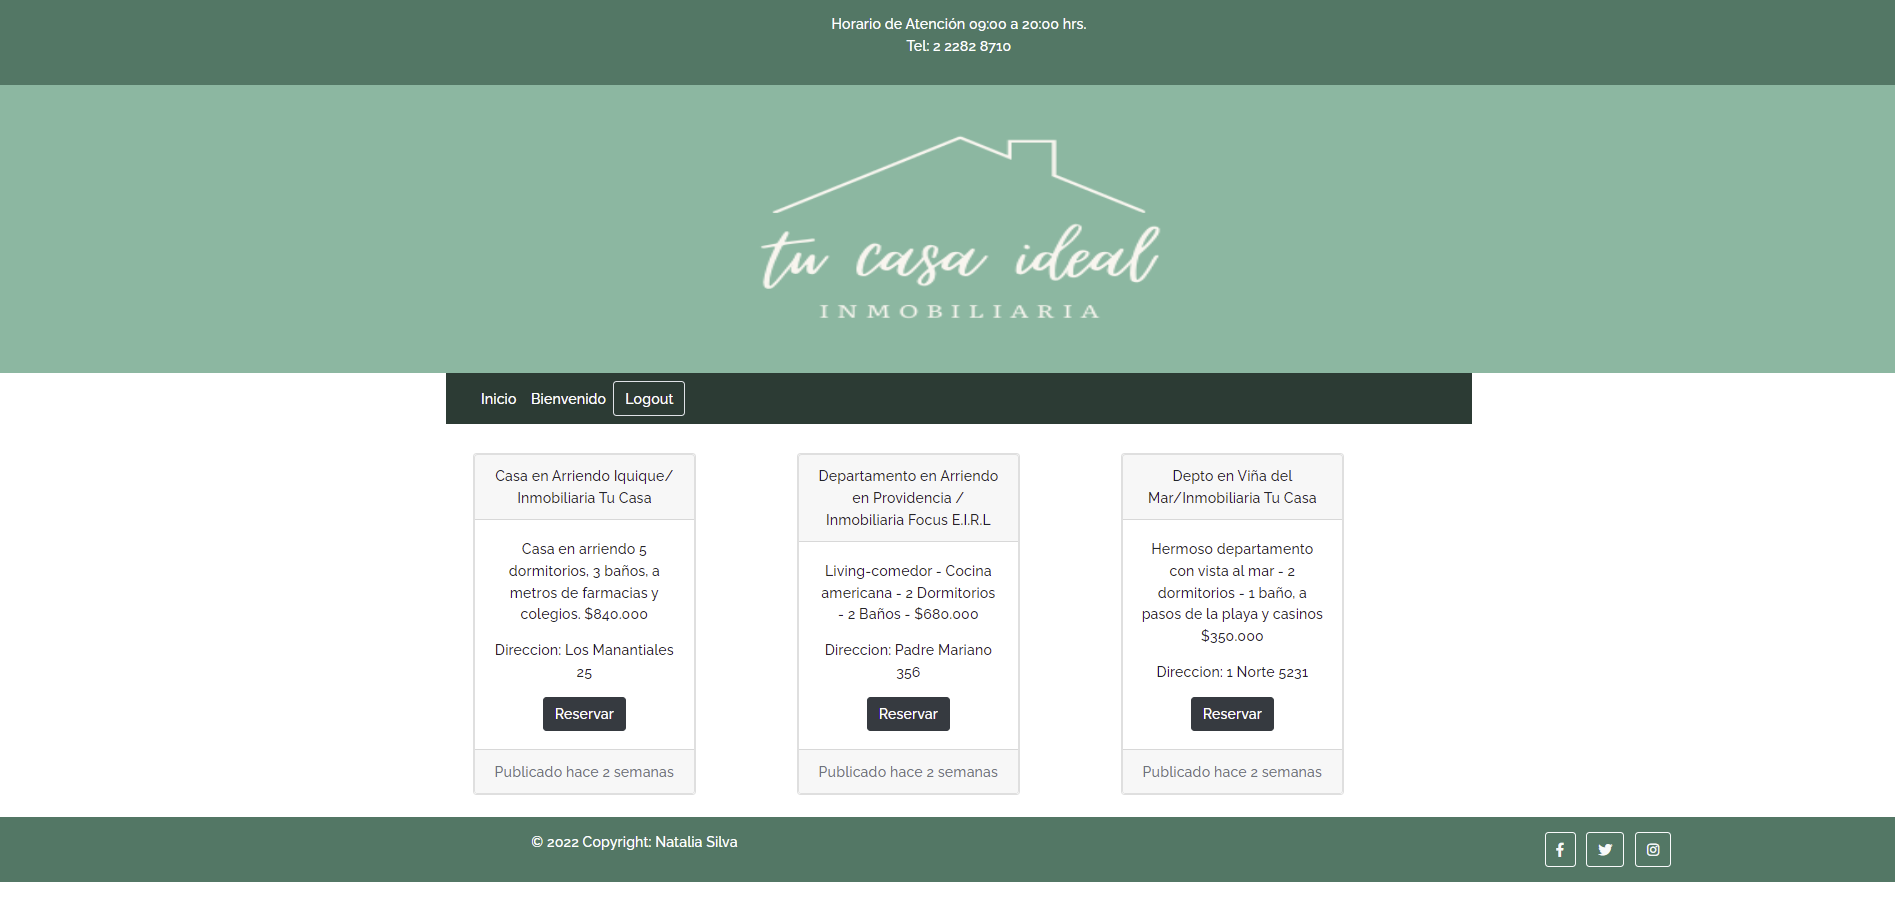 Horario de Atención 09:00 a 20:00 hrs.
Tel: 2 2282 8710
tu casa ideal
INMOBILIARIA
Inicio Bienvenido Logout
Casa en Arriendo Iquique/
Inmobiliaria Tu Casa
Casa en arriendo 5
dormitorios, 3 baños, a
metros de farmacias y
colegios. $840.000
Direccion: Los Manantiales
25
Reservar
Publicado hace 2 semanas
Departamento en Arriendo
en Providencia /
Inmobiliaria Focus E.I.R.L
Living-comedor - Cocina
americana - 2 Dormitorios
- 2 Baños - $680.000
Direccion: Padre Mariano
356
Reservar
Publicado hace 2 semanas
Depto en Viña del
Mar/Inmobiliaria Tu Casa
Hermoso departamento
con vista al mar - 2
dormitorios - 1 baño, a
pasos de la playa y casinos
$350.000
Direccion: 1 Norte 5231
Reservar
Publicado hace 2 semanas
© 2022 Copyright: Natalia Silva